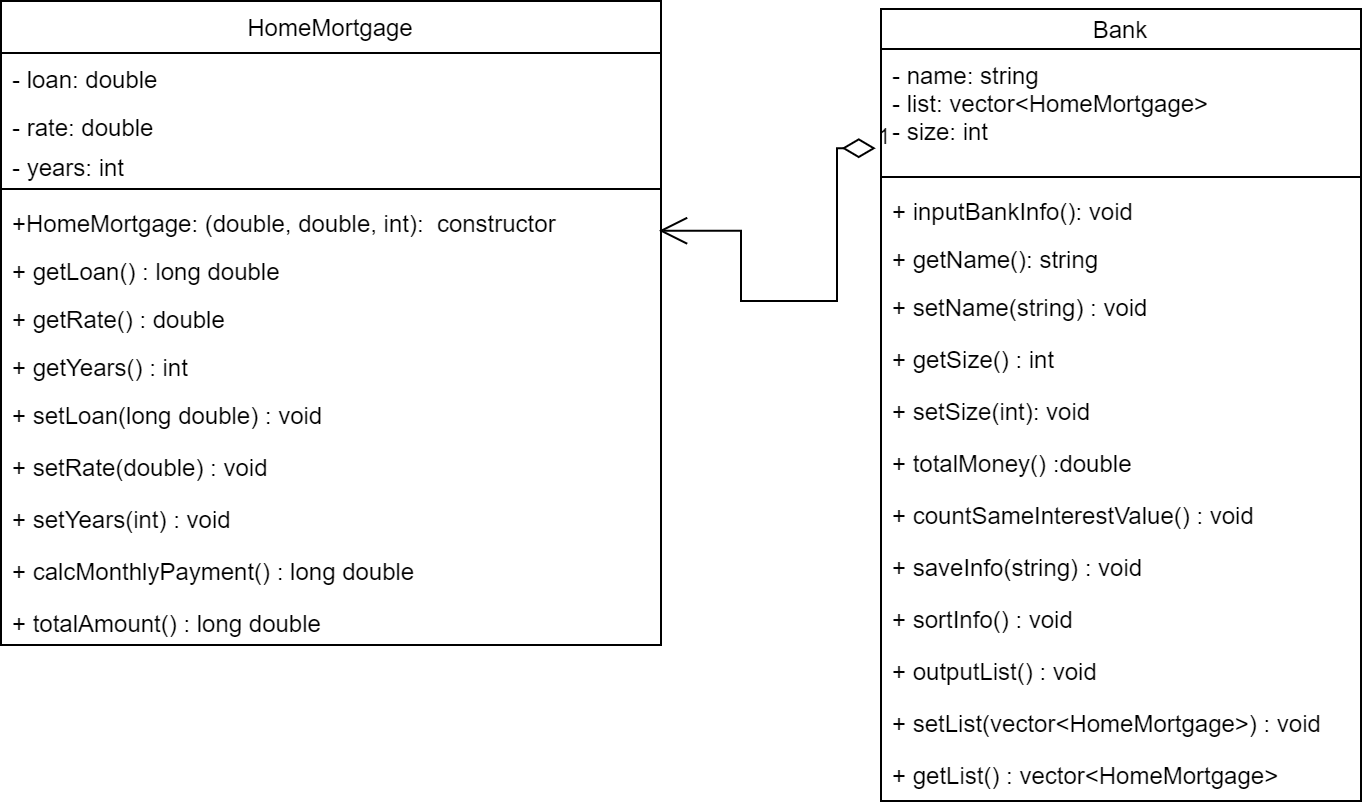 HomeMortgage
- loan: double
- rate: double
- years: int
+HomeMortgage: (double, double, int):  constructor
+ getLoan() : long double
+ getRate() : double
+ getYears() : int
+ setLoan(long double) : void
+ setRate(double) : void
+ setYears(int) : void
+ calcMonthlyPayment() : long double
+ totalAmount() : long double
1
Bank
- name: string
- list: vector<HomeMortgage>
- size: int
+ inputBankInfo(): void
+ getName(): string
+ setName(string) : void
+ getSize() : int
+ setSize(int): void
+ totalMoney() :double
+ countSameInterestValue() : void
+ saveInfo(string) : void
+ sortInfo() : void
+ outputList() : void
+ setList(vector<HomeMortgage>) : void
+ getList() : vector<HomeMortgage>